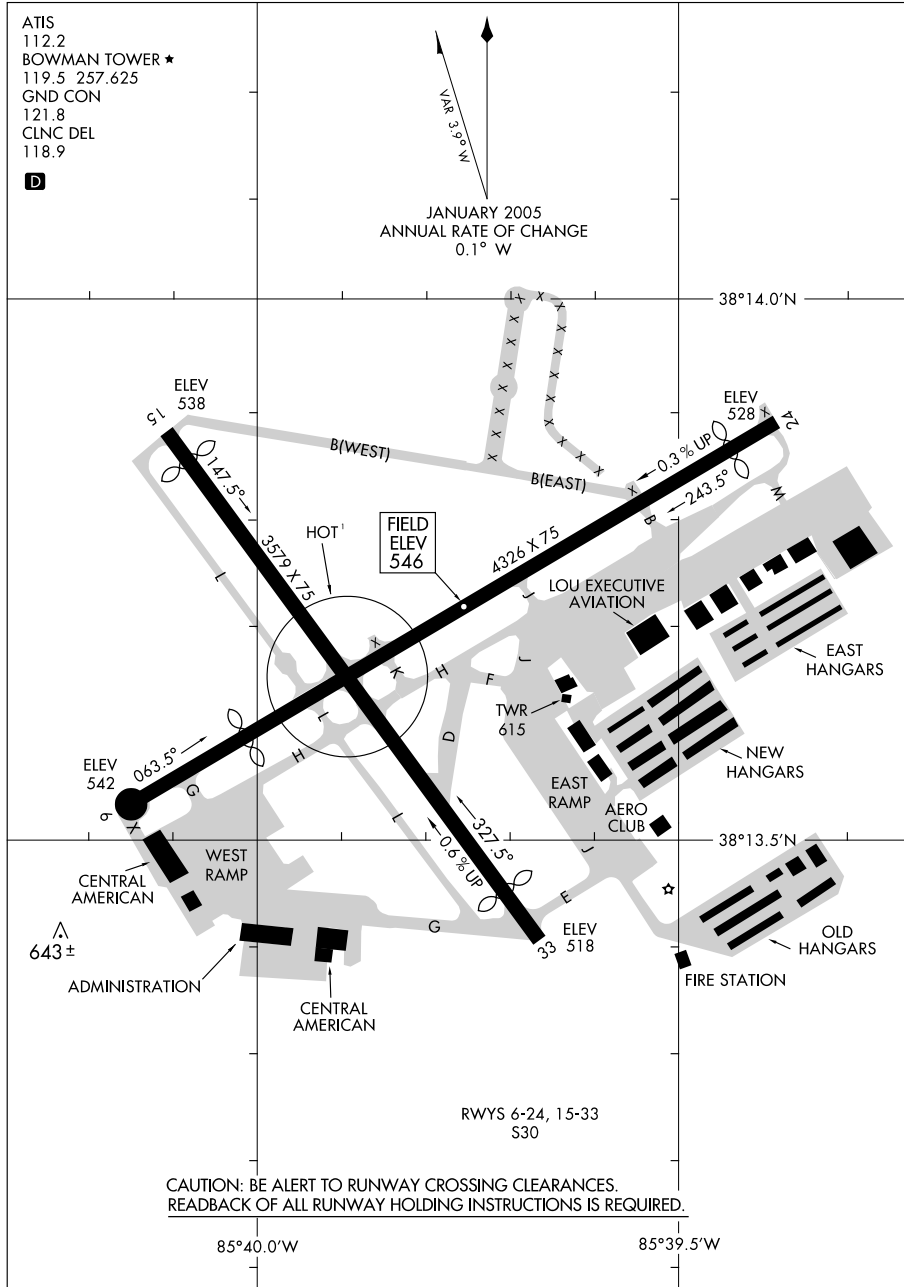 ATIS
112.2
BOWMAN TOWER ★
119.5 257.625
GND CON
121.8
CLNC DEL
118.9
D
VAR 3.9° W
JANUARY 2005
ANNUAL RATE OF CHANGE
0.1° W
38°14.0'N
X X X X X X X X X X X X X X X X X X
ELEV
538
15
ELEV
528
X
24
B(WEST)
B(EAST)
X
0.3 % UP
243.5°
B
M
147.5°
HOT¹
3579 X 75
FIELD
ELEV
546
4326 X 75
LOU EXECUTIVE
AVIATION
L
J
EAST
HANGARS
X
K
H
F
J
TWR
615
L
H
D
NEW
HANGARS
063.5°
ELEV
542
6
X
G
EAST
RAMP
AERO
CLUB
L
327.5°
0.6 % UP
J
38°13.5'N
WEST
RAMP
CENTRAL
AMERICAN
E
G
33
ELEV
518
OLD
HANGARS
643 ±
ADMINISTRATION
CENTRAL
AMERICAN
FIRE STATION
RWYS 6-24, 15-33
S30
CAUTION: BE ALERT TO RUNWAY CROSSING CLEARANCES.
READBACK OF ALL RUNWAY HOLDING INSTRUCTIONS IS REQUIRED.
85°40.0'W
85°39.5'W